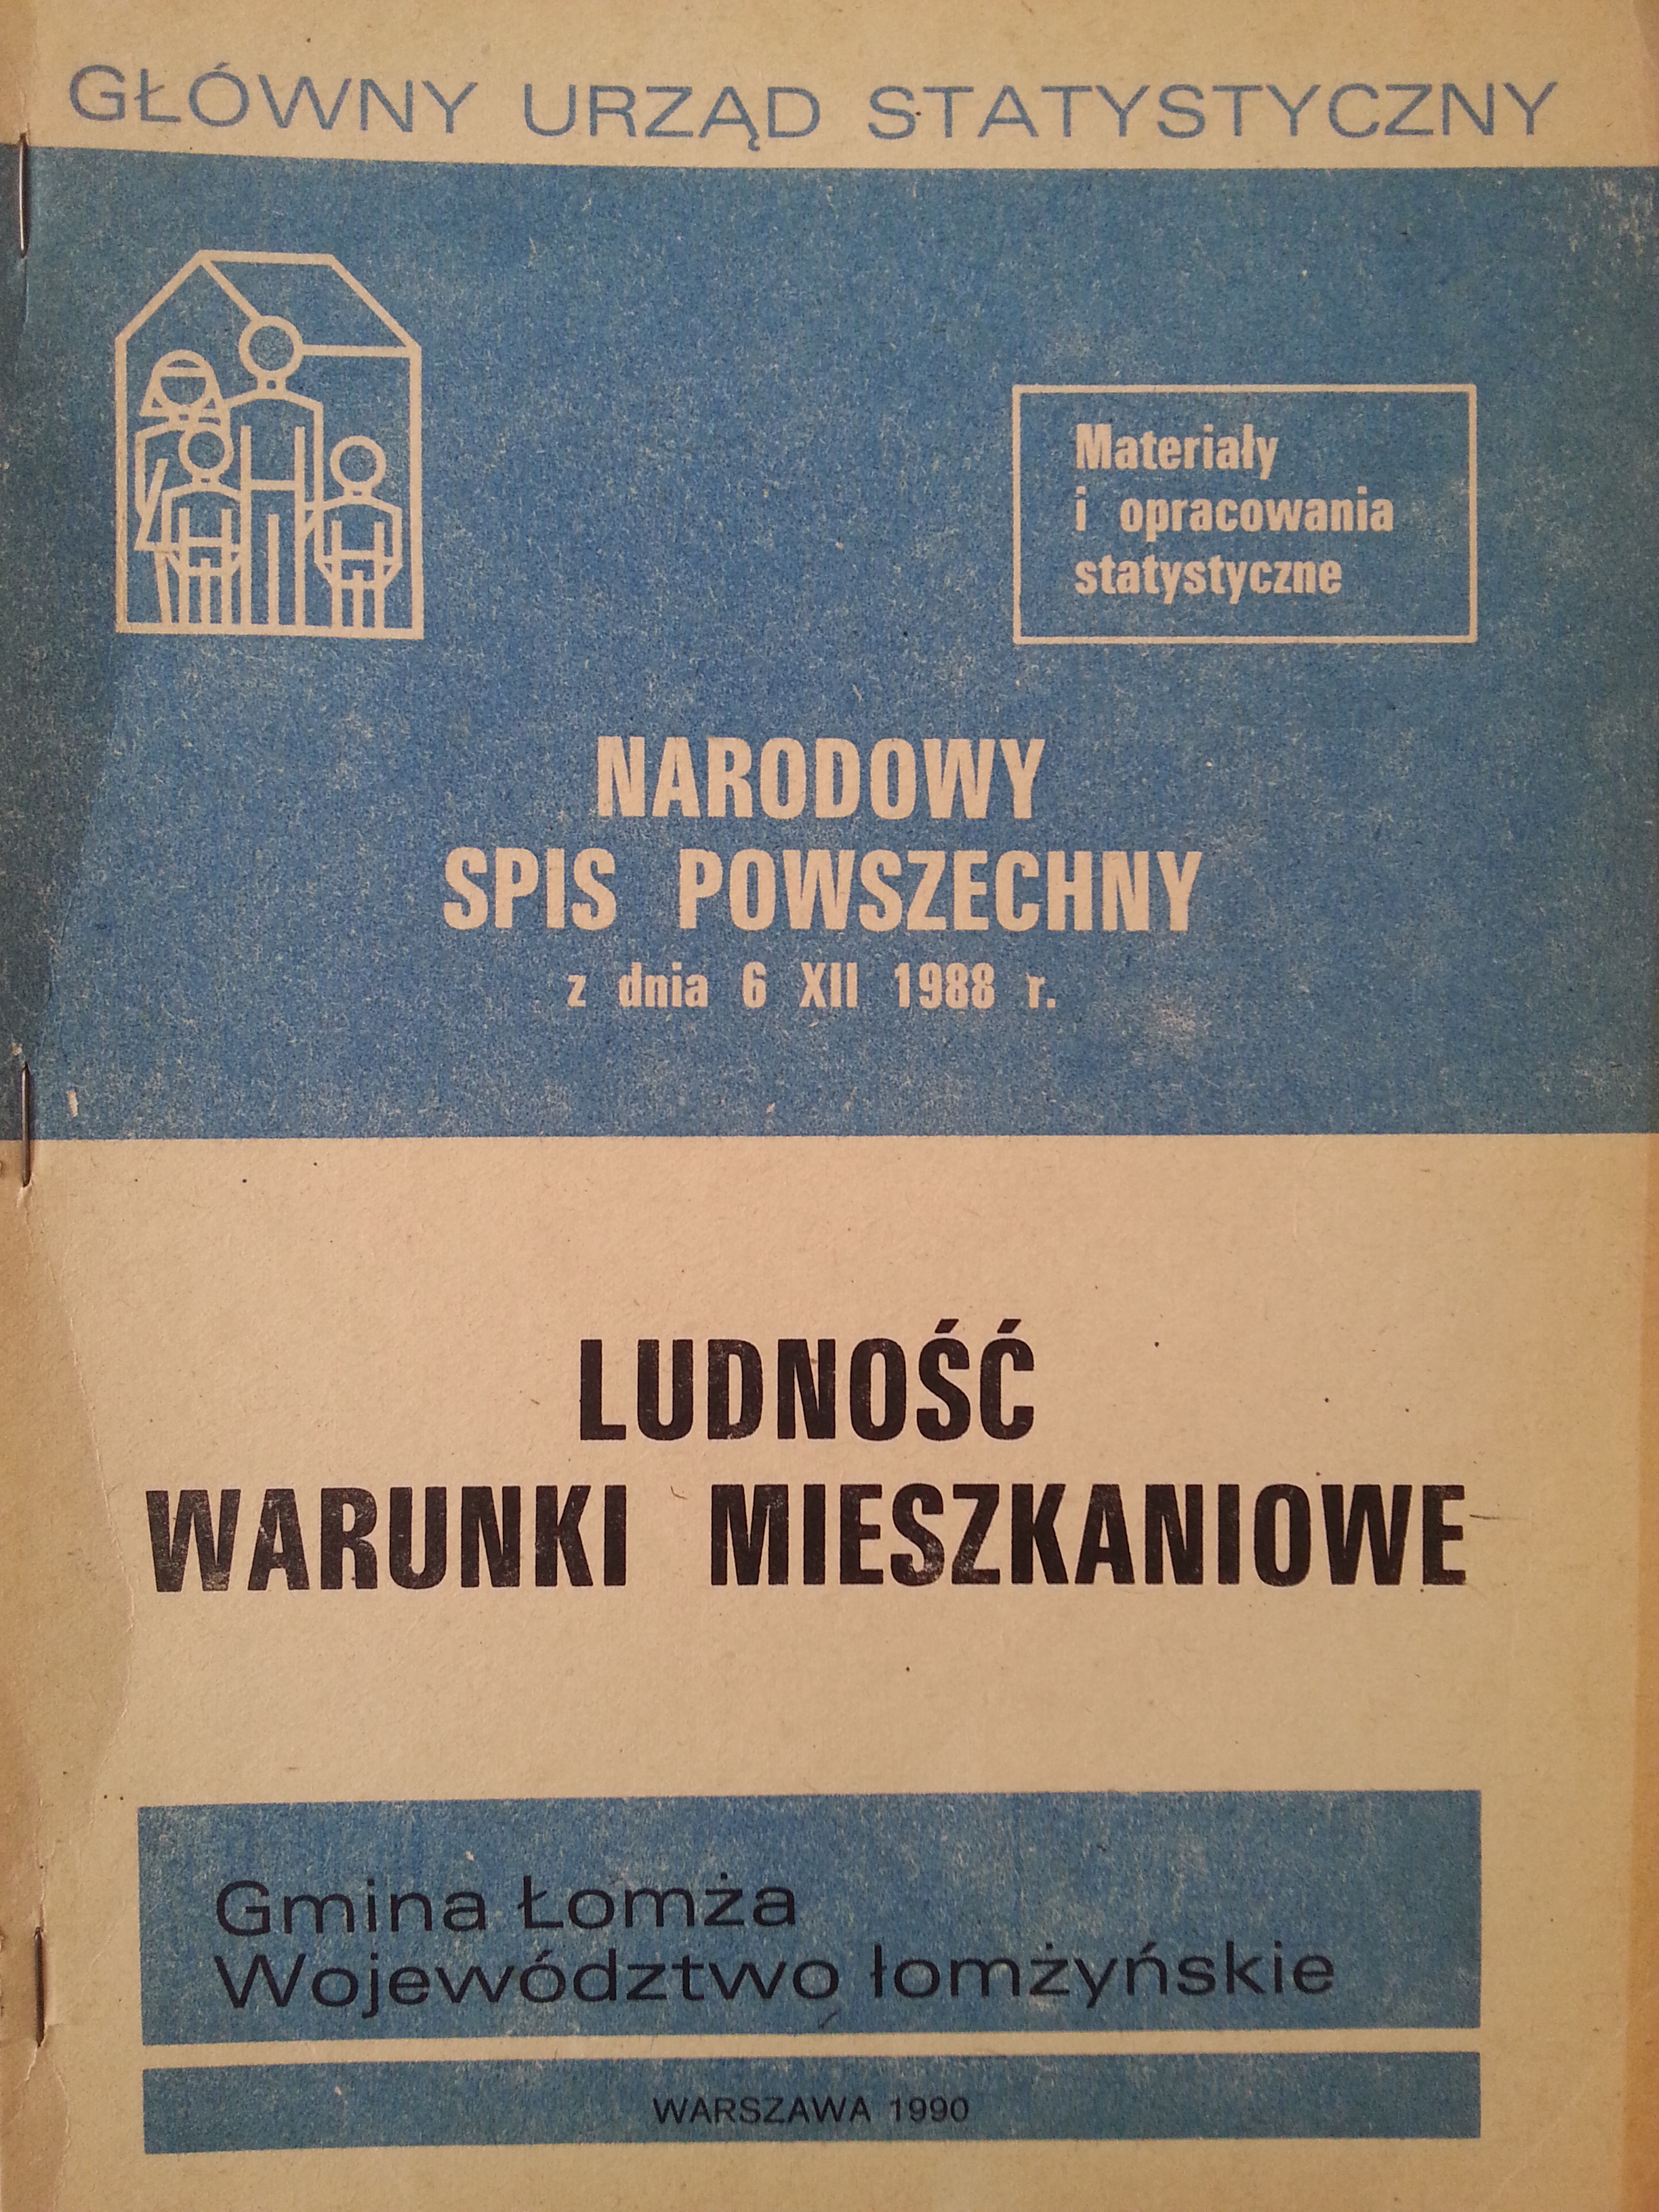 GŁÓWNY URZĄD STATYSTYCZNY
Materiały
i opracowania
statystyczne
NARODOWY
SPIS POWSZECHNY
z dnia 6 XII 1988 r.
LUDNOŚĆ
WARUNKI MIESZKANIOWE
Gmina Łomża
Województwo łomżyńskie
WARSZAWA 1990